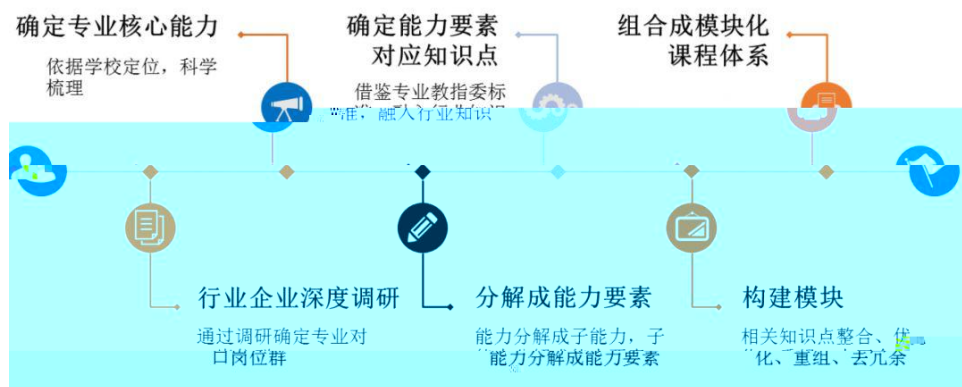 确定专业核心能力
依据学校定位，科学
梳理
确定能力要素
对应知识点
借鉴专业教指委标
准，融入行业知识
组合成模块化
课程体系
行业企业深度调研
通过调研确定专业对
口岗位群
分解成能力要素
能力分解成子能力，子
能力分解成能力要素
构建模块
相关知识点整合、优
化、重组、去冗余